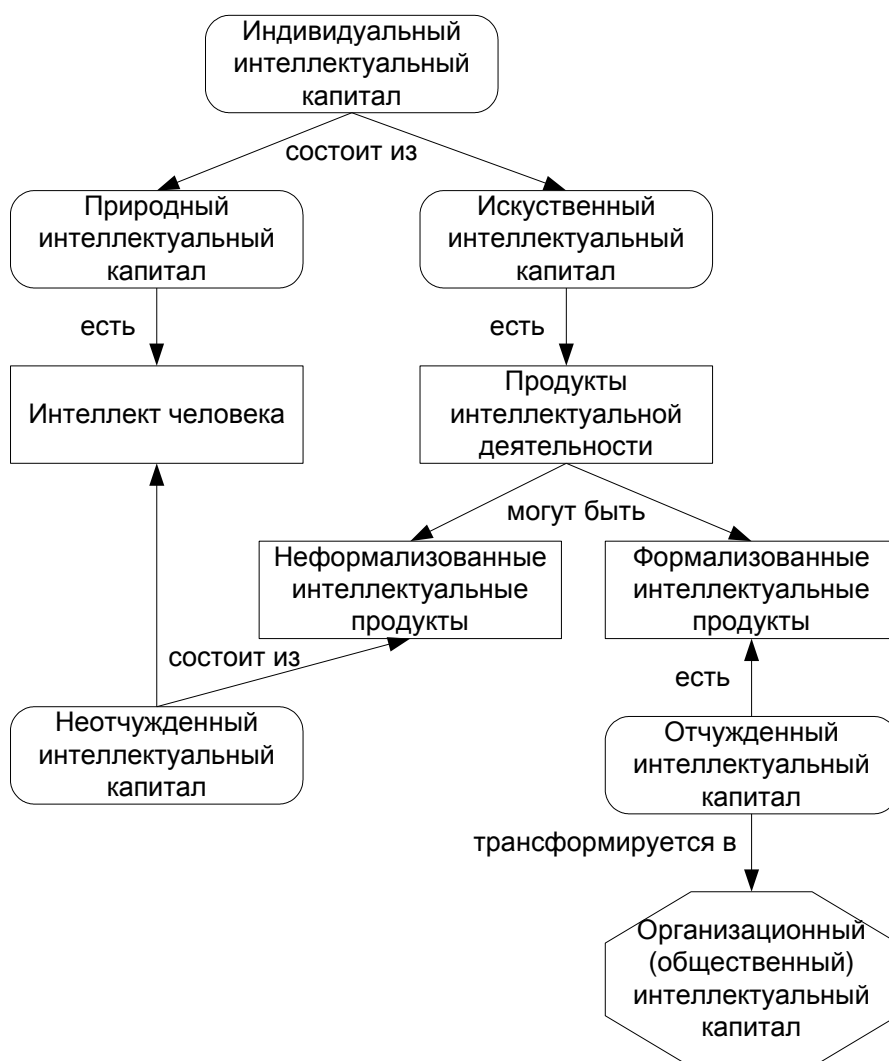 Индивидуальный
интеллектуальный
капитал
состоит из
Природный
интеллектуальный
капитал
Искуственный
интеллектуальный
капитал
есть
есть
Интеллект человека
Продукты
интеллектуальной
деятельности
могут быть
Неформализованные
интеллектуальные
продукты
Формализованные
интеллектуальные
продукты
состоит из
есть
Неотчужденный
интеллектуальный
капитал
Отчужденный
интеллектуальный
капитал
трансформируется в
Организационный
(общественный)
интеллектуальный
капитал